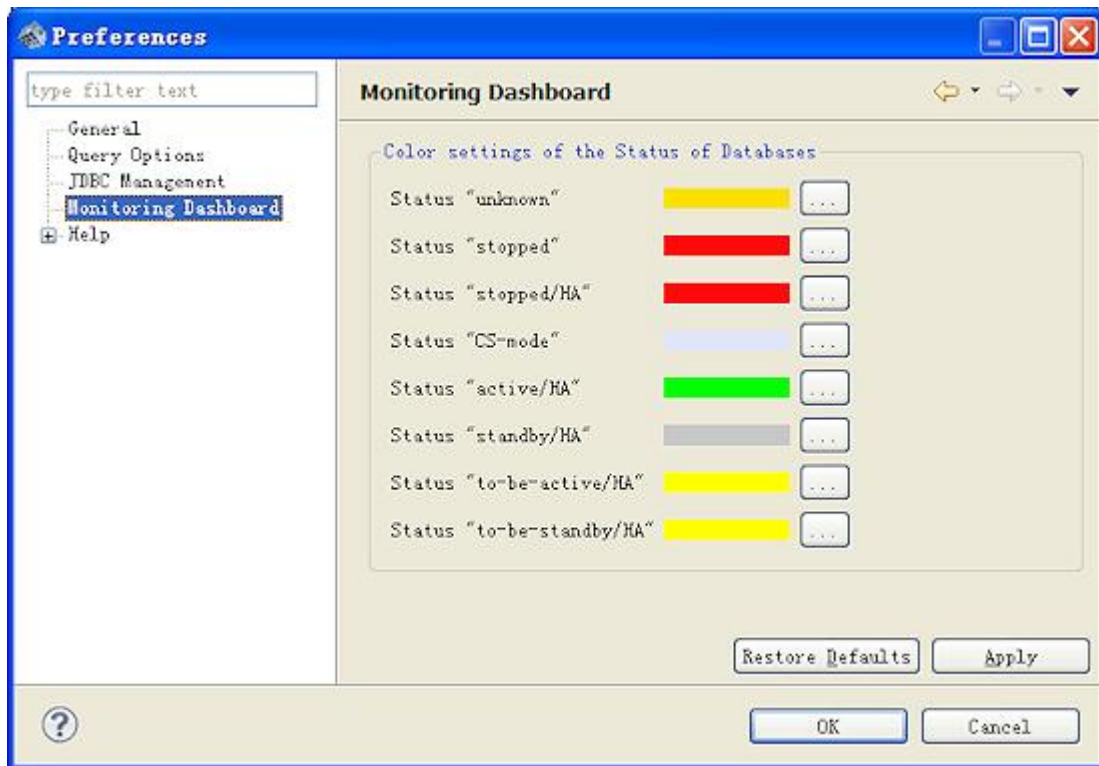 Preferences
type filter text
General
Query Options
JDBC Management
Monitoring Dashboard
Help
Monitoring Dashboard
Color settings of the Status of Databases
Status "unknown" ...
Status "stopped" ...
Status "stopped/HA" ...
Status "CS-mode" ...
Status "active/HA" ...
Status "standby/HA" ...
Status "to-be-active/HA" ...
Status "to-be-standby/HA" ...
Restore Defaults Apply
? OK Cancel